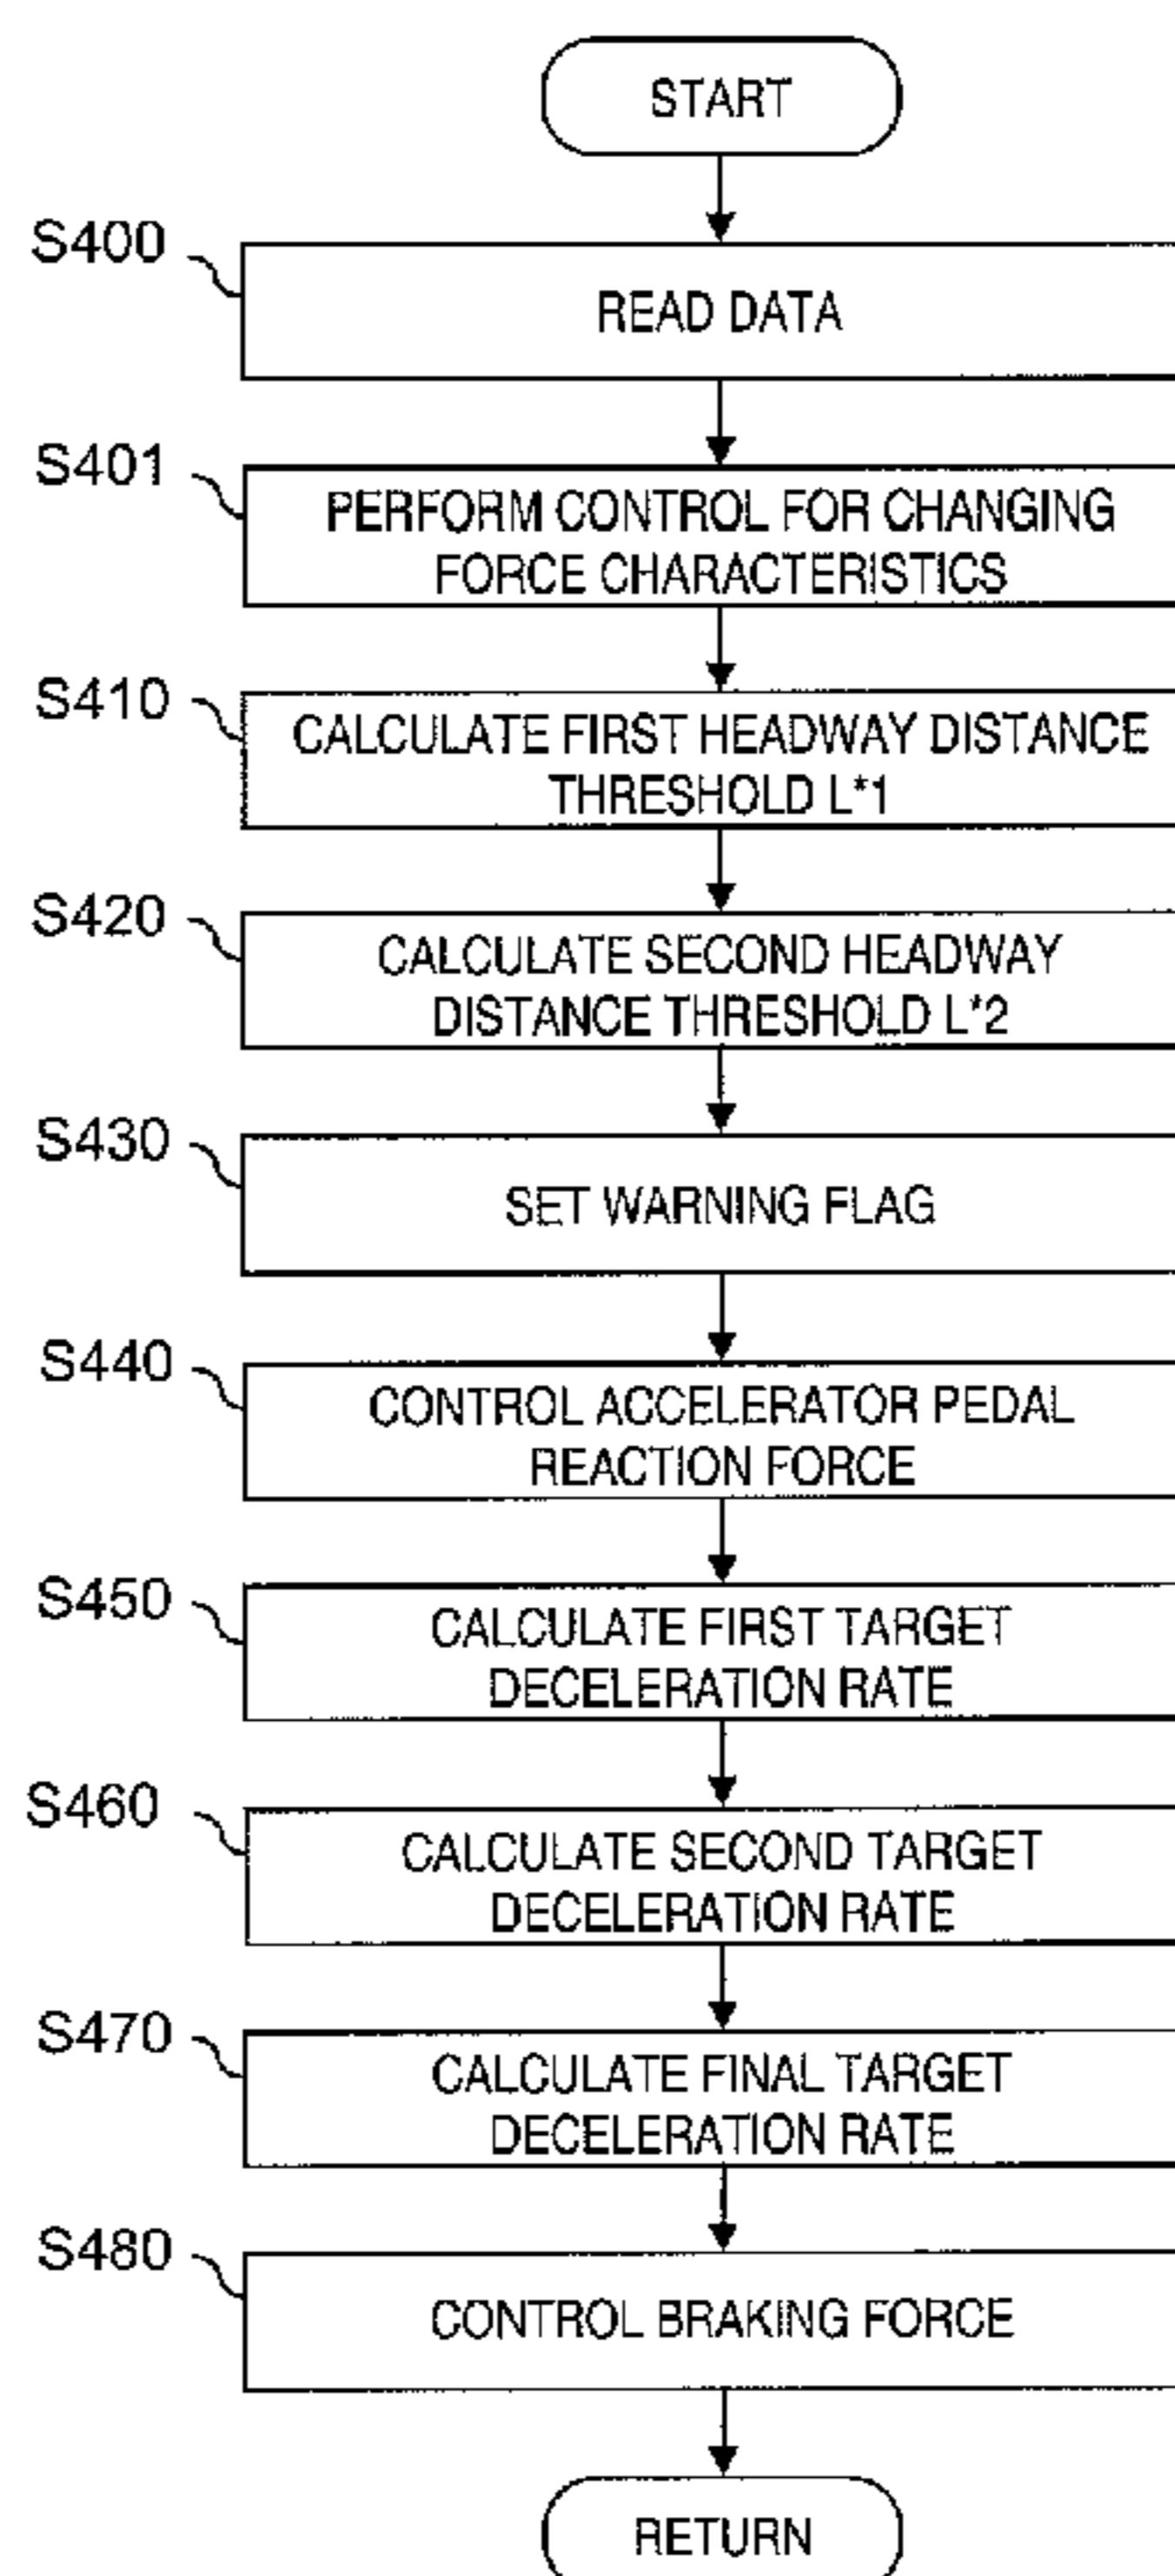 START
S400
READ DATA
S401
PERFORM CONTROL FOR CHANGING
FORCE CHARACTERISTICS
S410
CALCULATE FIRST HEADWAY DISTANCE
THRESHOLD L*1
S420
CALCULATE SECOND HEADWAY
DISTANCE THRESHOLD L*2
S430
SET WARNING FLAG
S440
CONTROL ACCELERATOR PEDAL
REACTION FORCE
S450
CALCULATE FIRST TARGET
DECELERATION RATE
S460
CALCULATE SECOND TARGET
DECELERATION RATE
S470
CALCULATE FINAL TARGET
DECELERATION RATE
S480
CONTROL BRAKING FORCE
RETURN